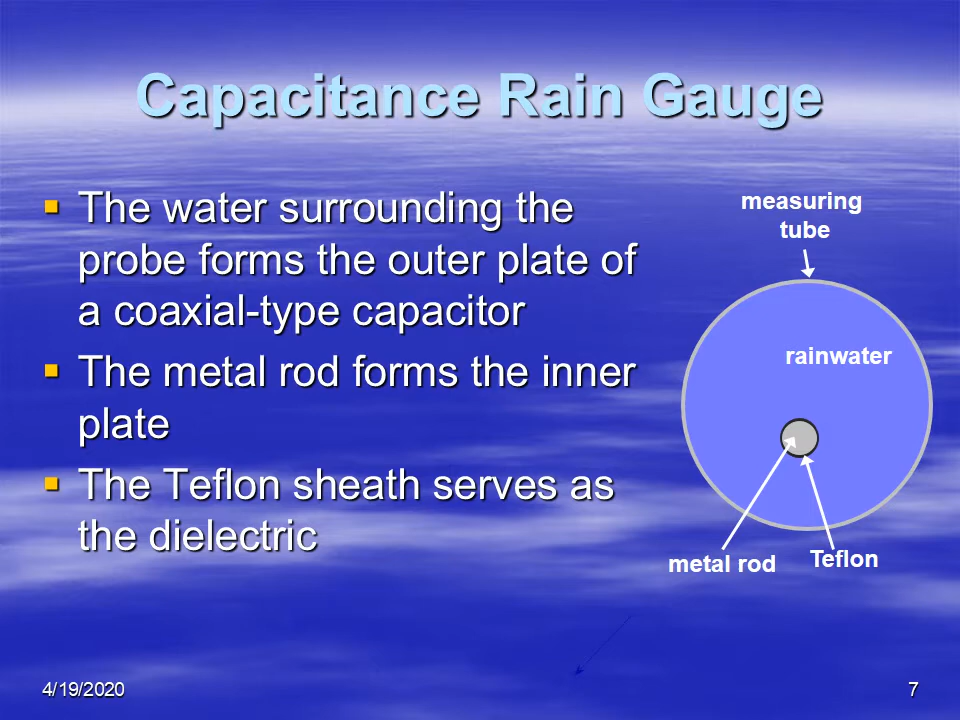 Capacitance Rain Gauge
▪ The water surrounding the
probe forms the outer plate of
a coaxial-type capacitor
▪ The metal rod forms the inner
plate
▪ The Teflon sheath serves as
the dielectric
measuring
tube
rainwater
metal rod
Teflon
4/19/2020
7